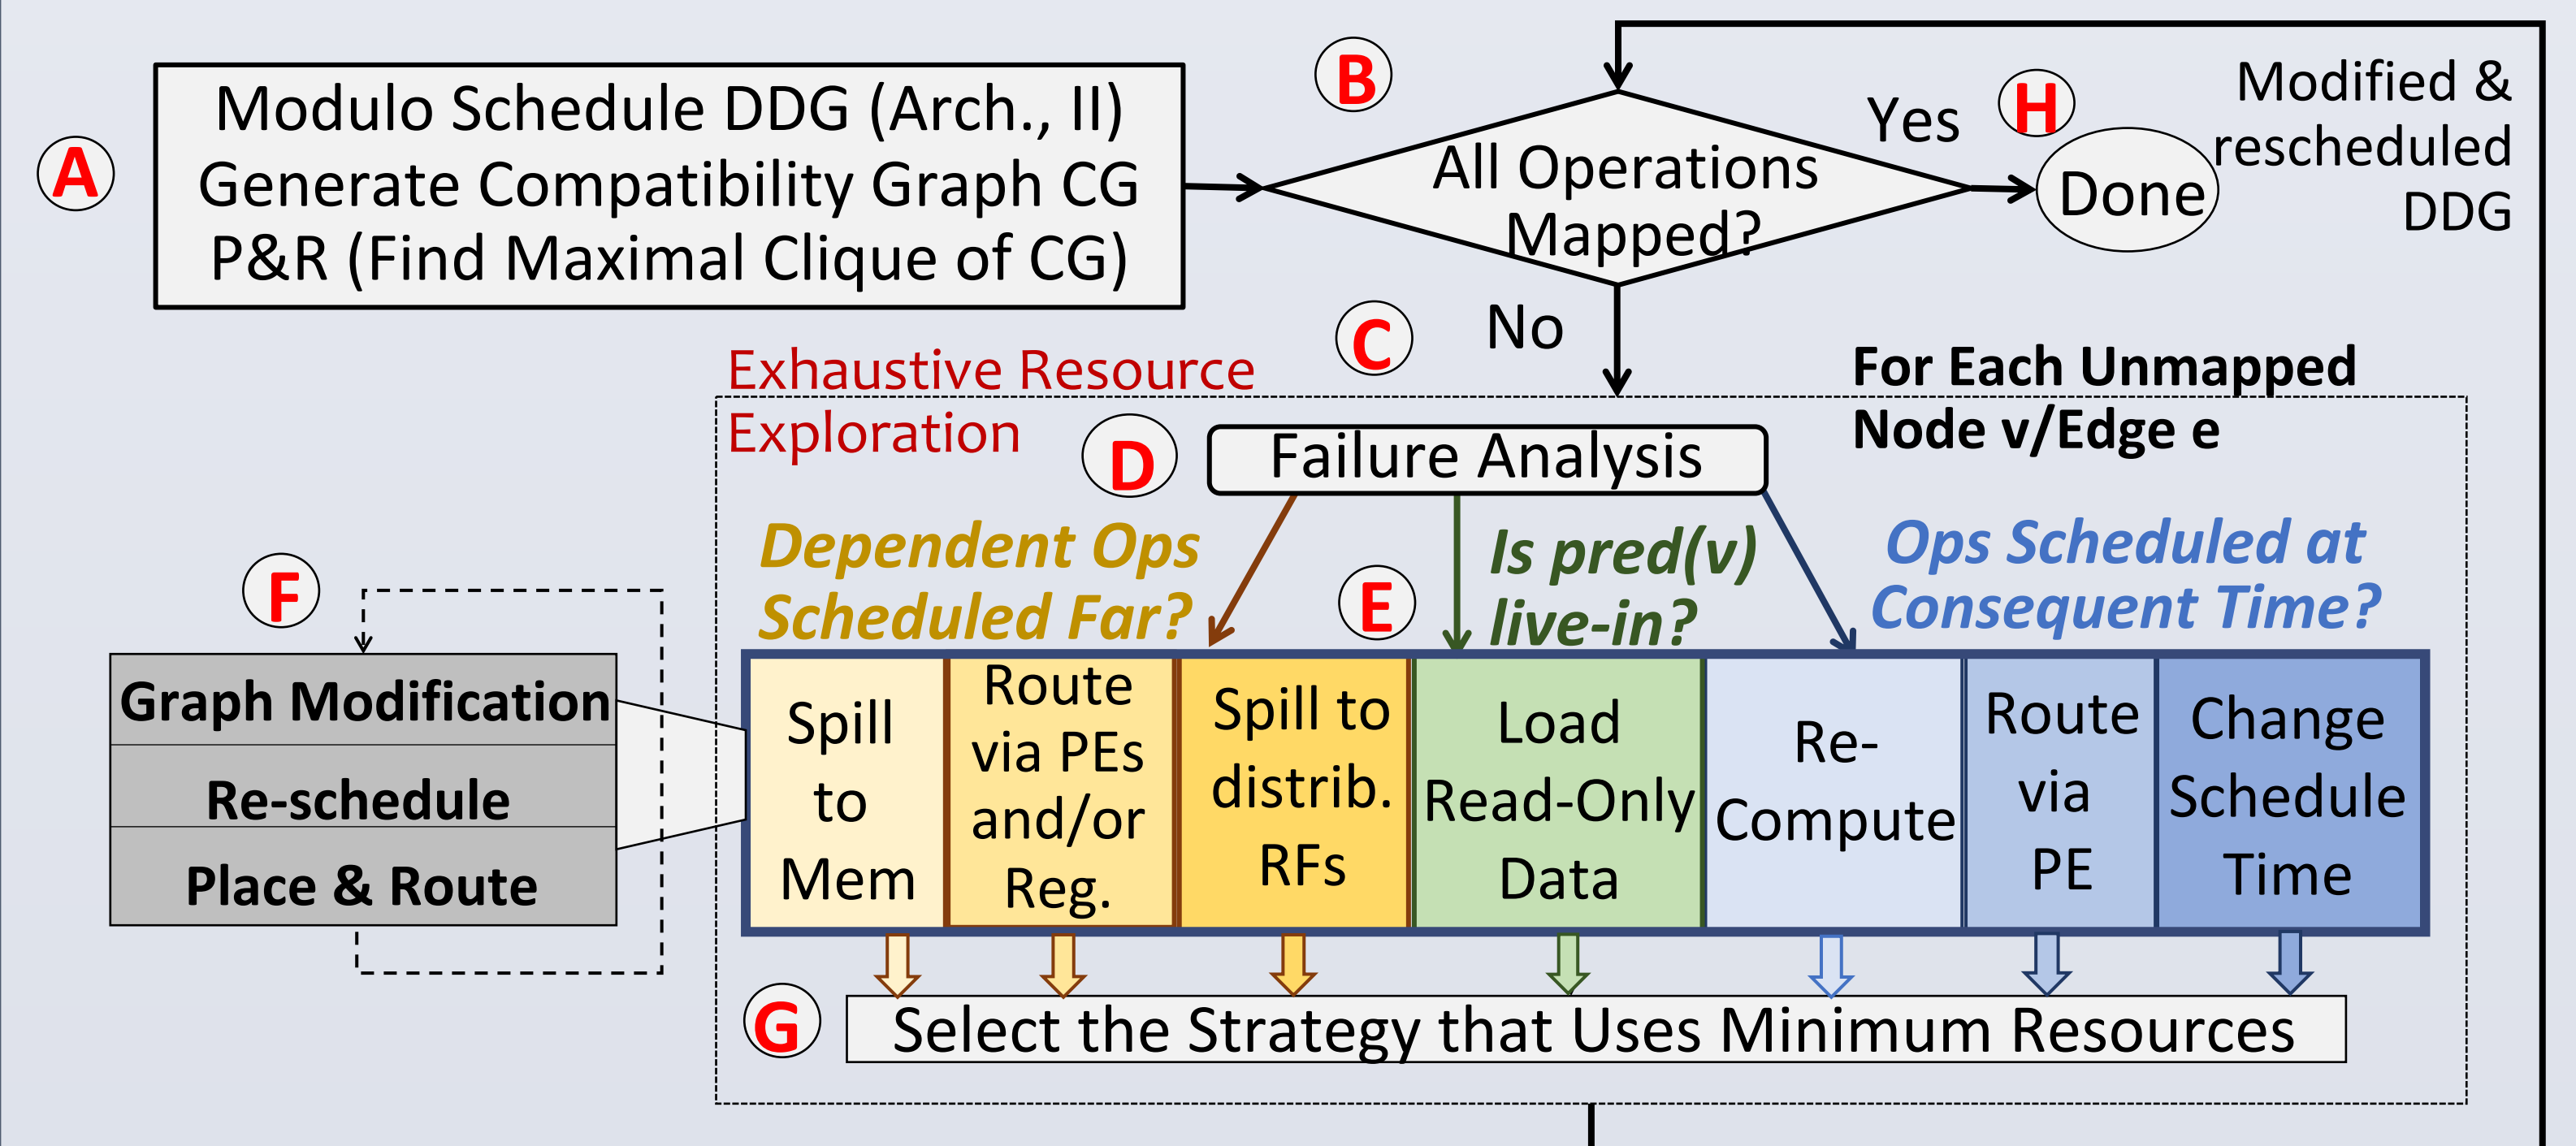 A
Modulo Schedule DDG (Arch., II)
Generate Compatibility Graph CG
P&R (Find Maximal Clique of CG)
B
All Operations
Mapped?
Yes
H
Done
Modified &
rescheduled
DDG
C
No
Exhaustive Resource
Exploration
For Each Unmapped
Node v/Edge e
D
Failure Analysis
Dependent Ops
Scheduled Far?
E
Is pred(v)
live-in?
Ops Scheduled at
Consequent Time?
F
Graph Modification
Re-schedule
Place & Route
Spill
to
Mem
Route
via PEs
and/or
Reg.
Spill to
distrib.
RFs
Load
Read-Only
Data
Re-
Compute
Route
via
PE
Change
Schedule
Time
G
Select the Strategy that Uses Minimum Resources